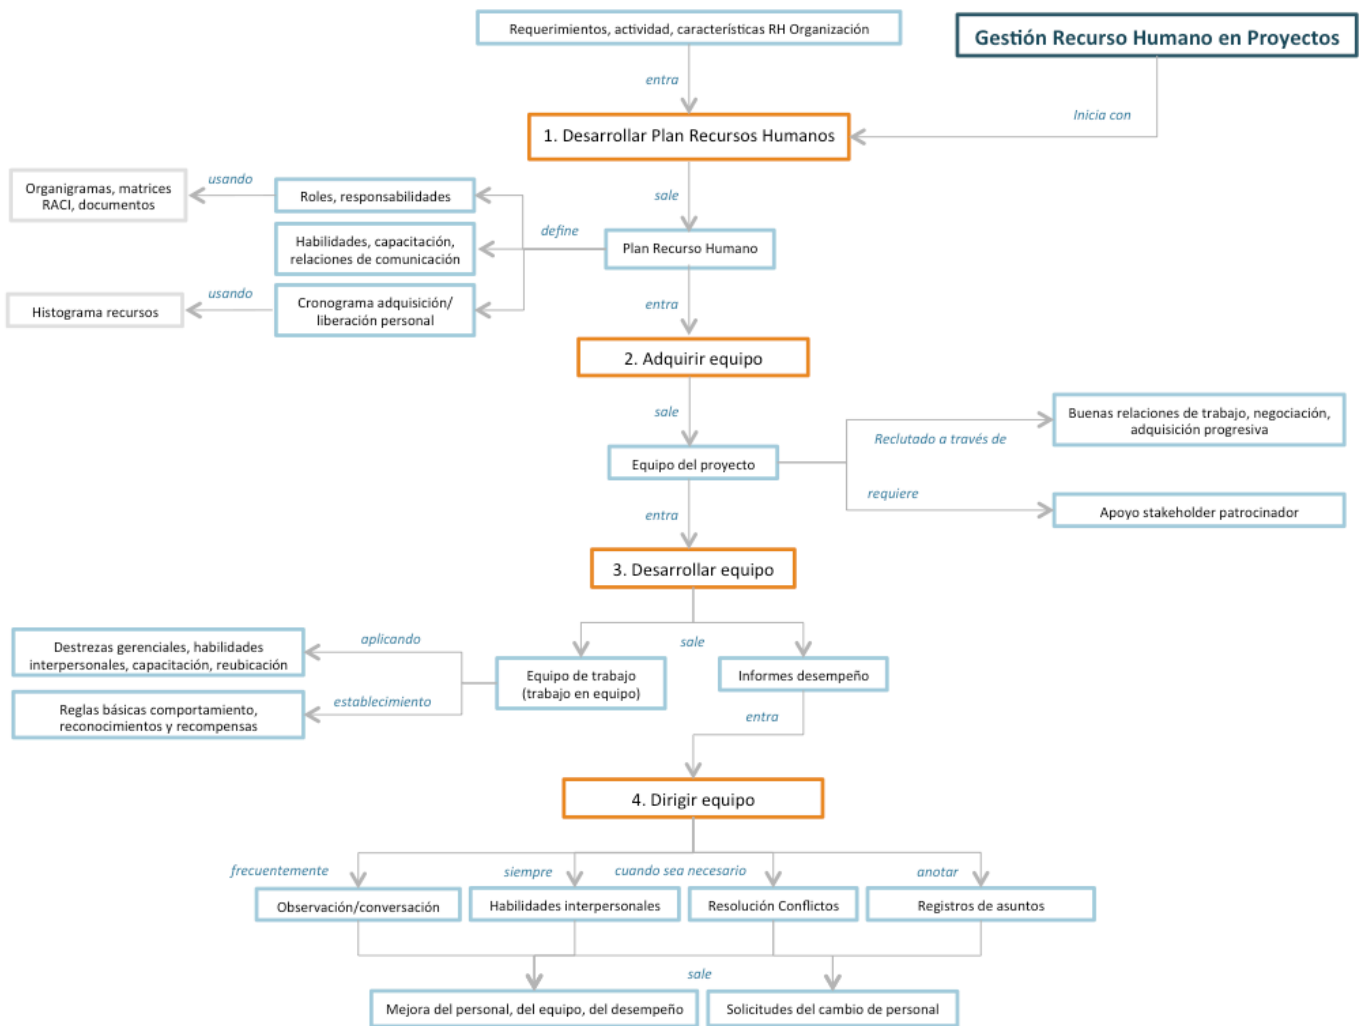 Requerimientos, actividad, características RH Organización
Gestión Recurso Humano en Proyectos
entra
Inicia con
1. Desarrollar Plan Recursos Humanos
Organigramas, matrices
RACI, documentos
usando
Roles, responsabilidades
sale
define
Habilidades, capacitación,
relaciones de comunicación
Plan Recurso Humano
Histograma recursos
usando
Cronograma adquisición/
liberación personal
entra
2. Adquirir equipo
sale
Buenas relaciones de trabajo, negociación,
adquisición progresiva
Reclutado a través de
Equipo del proyecto
requiere
Apoyo stakeholder patrocinador
entra
3. Desarrollar equipo
Destrezas gerenciales, habilidades
interpersonales, capacitación, reubicación
aplicando
sale
Equipo de trabajo
(trabajo en equipo)
Informes desempeño
Reglas básicas comportamiento,
reconocimientos y recompensas
establecimiento
entra
4. Dirigir equipo
frecuentemente
siempre
cuando sea necesario
anotar
Observación/conversación
Habilidades interpersonales
Resolución Conflictos
Registros de asuntos
sale
Mejora del personal, del equipo, del desempeño
Solicitudes del cambio de personal